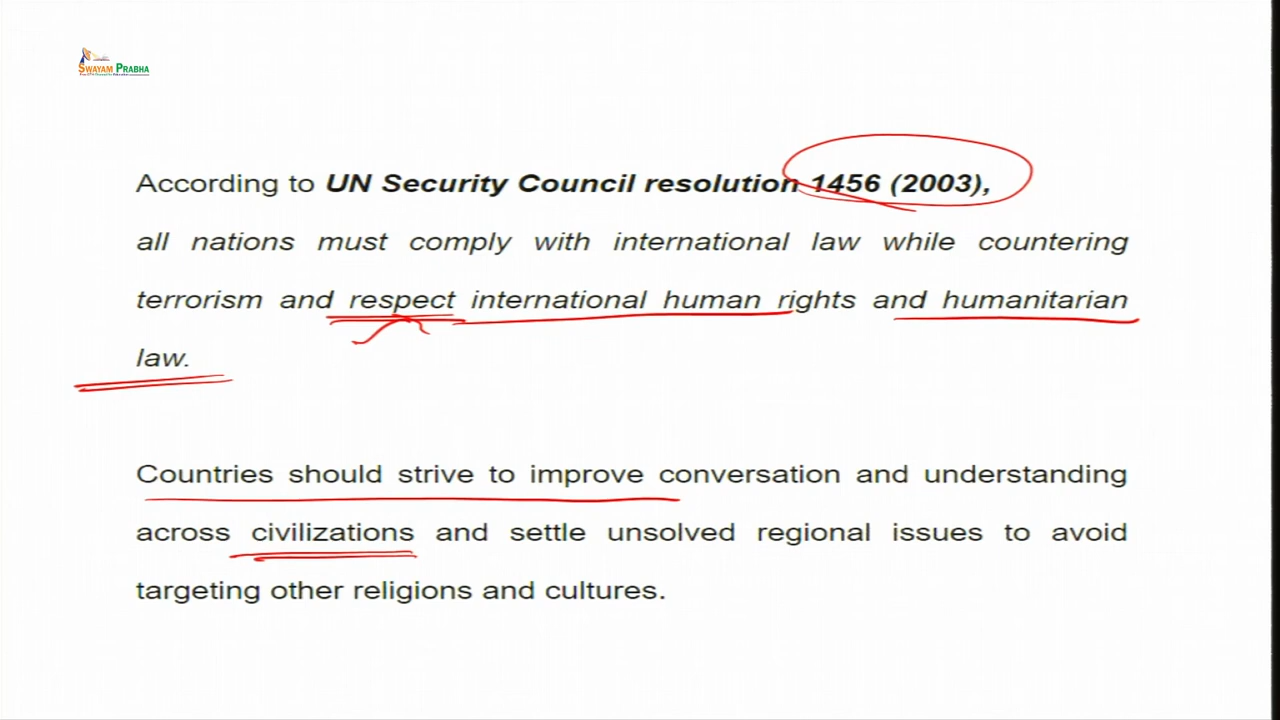 SWAYAM PRABHA
According to UN Security Council resolution 1456 (2003),
all nations must comply with international law while countering
terrorism and respect international human rights and humanitarian
law.
Countries should strive to improve conversation and understanding
across civilizations and settle unsolved regional issues to avoid
targeting other religions and cultures.